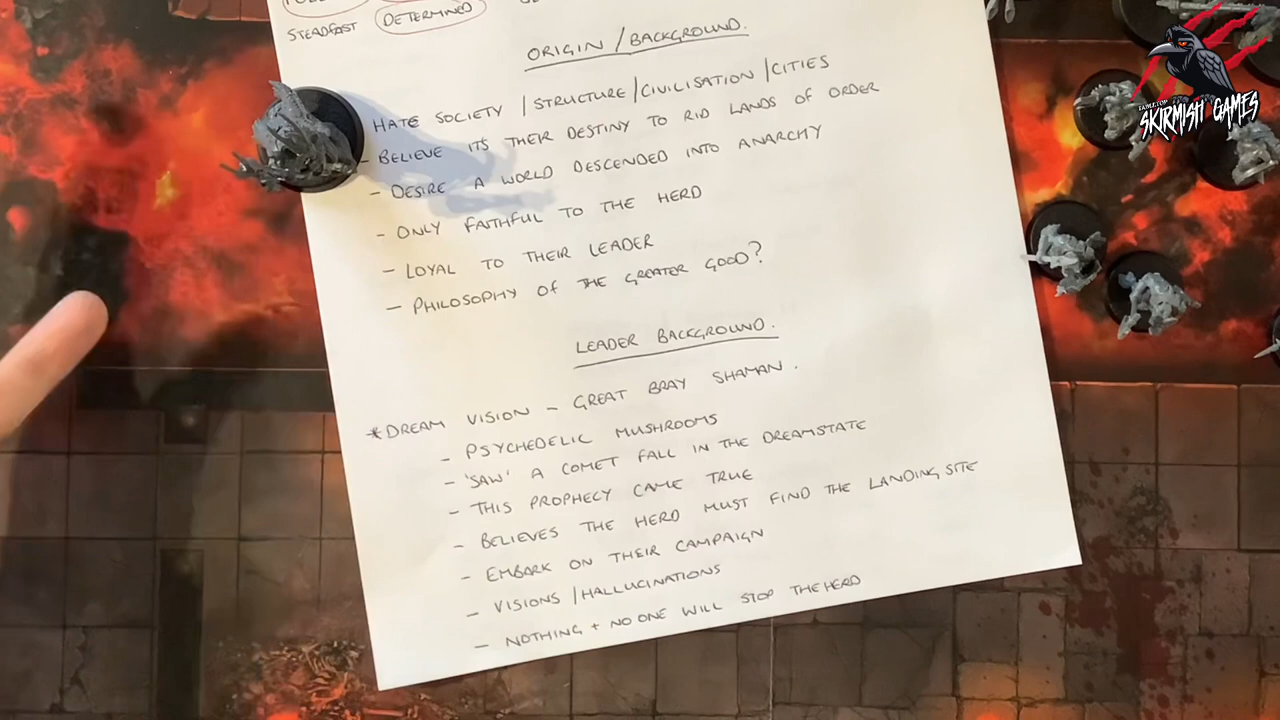 STEADFAST DETERMINED
ORIGIN / BACKGROUND.
HATE SOCIETY / STRUCTURE / CIVILISATION / CITIES
- BELIEVE ITS THEIR DESTINY TO RID LANDS OF ORDER
- DESIRE A WORLD DESCENDED INTO ANARCHY
- ONLY FAITHFUL TO THE HERD
- LOYAL TO THEIR LEADER
- PHILOSOPHY OF THE GREATER GOOD?
LEADER BACKGROUND.
* DREAM VISION - GREAT BRAY SHAMAN.
- PSYCHEDELIC MUSHROOMS
- 'SAW' A COMET FALL IN THE DREAMSTATE
- THIS PROPHECY CAME TRUE
- BELIEVES THE HERD MUST FIND THE LANDING SITE
- EMBARK ON THEIR CAMPAIGN
- VISIONS / HALLUCINATIONS
- NOTHING + NO ONE WILL STOP THE HERD
TABLETOP
SKIRMISH GAMES